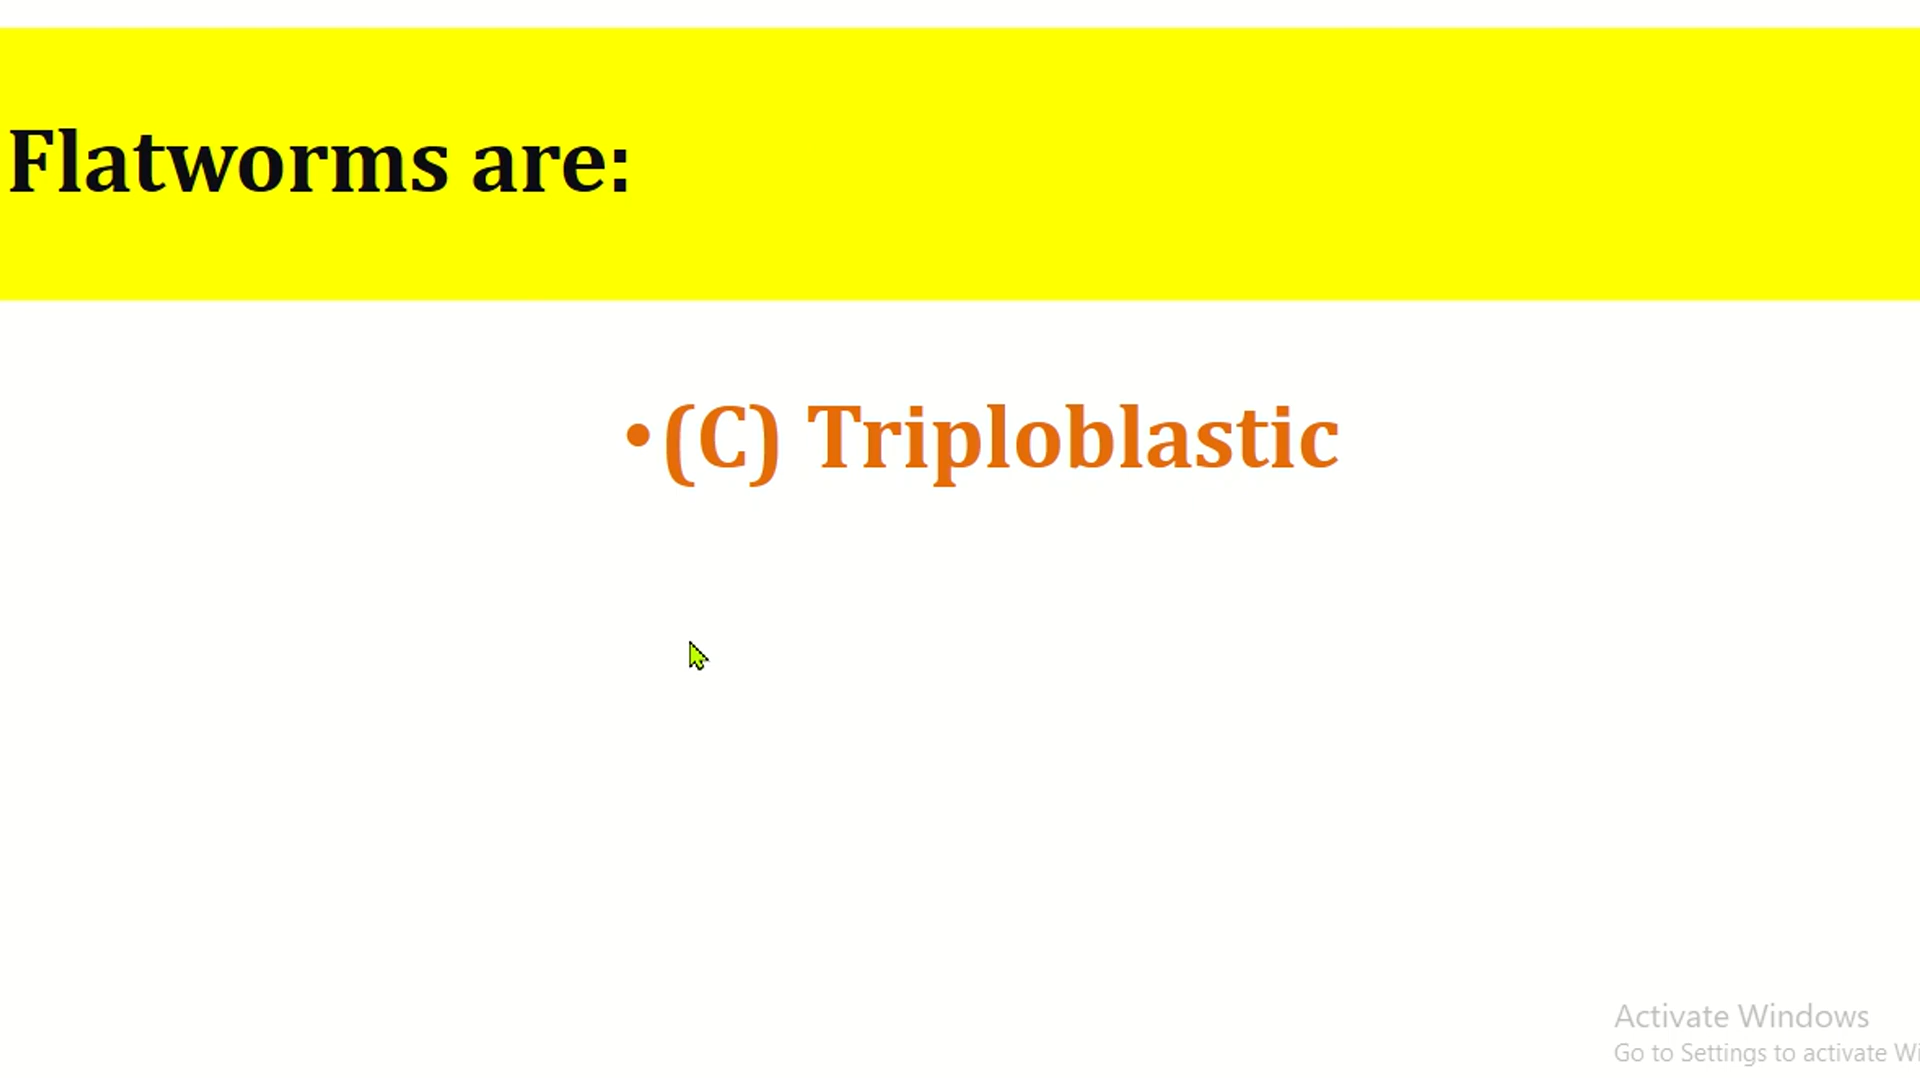 Flatworms are:
•(C) Triploblastic
Activate Windows
Go to Settings to activate Wi